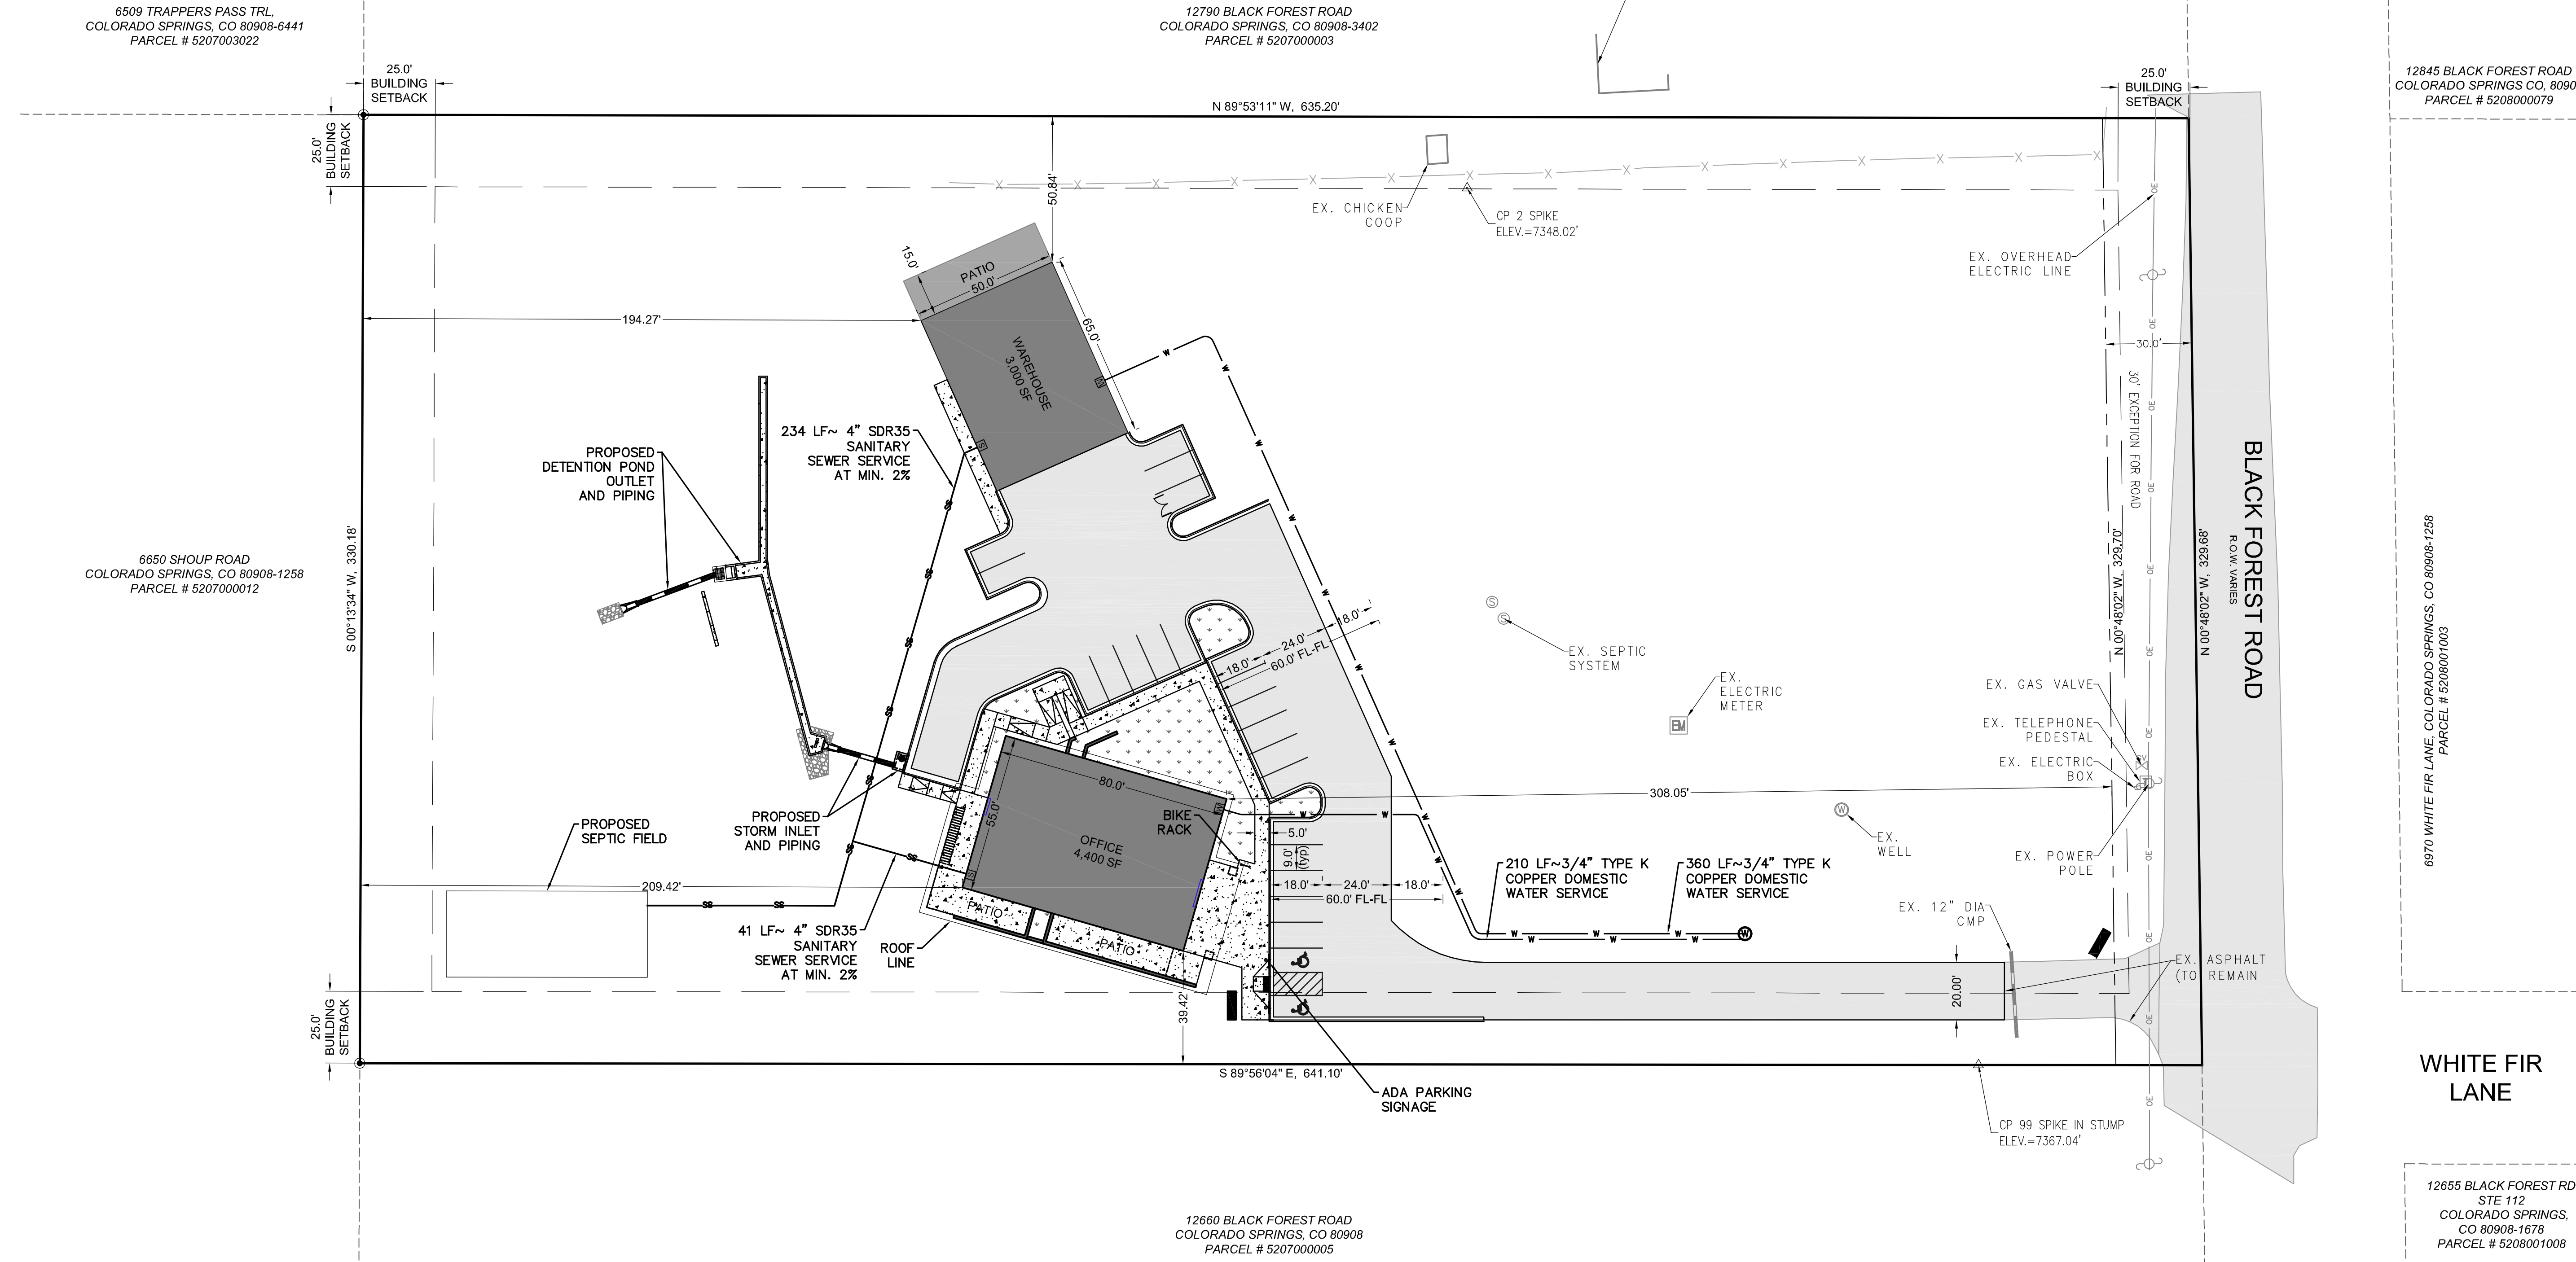 6509 TRAPPERS PASS TRL,
COLORADO SPRINGS, CO 80908-6441
PARCEL # 5207003022
12790 BLACK FOREST ROAD
COLORADO SPRINGS, CO 80908-3402
PARCEL # 5207000003
12845 BLACK FOREST ROAD
COLORADO SPRINGS CO, 8090
PARCEL # 5208000079
25.0'
BUILDING
SETBACK
25.0'
BUILDING
SETBACK
25.0'
BUILDING
SETBACK
N 89°53'11" W, 635.20'
50.84'
EX. CHICKEN
COOP
CP 2 SPIKE
ELEV.=7348.02'
EX. OVERHEAD
ELECTRIC LINE
15.0'
PATIO
50.0'
65.0'
WAREHOUSE
3,000 SF
194.27'
30.0'
30' EXCEPTION FOR ROAD
BLACK FOREST ROAD
R.O.W. VARIES
N 00°48'02" W, 329.70'
N 00°48'02" W, 329.68'
234 LF~ 4" SDR35
SANITARY
SEWER SERVICE
AT MIN. 2%
PROPOSED
DETENTION POND
OUTLET
AND PIPING
S 00°13'34" W, 330.18'
6650 SHOUP ROAD
COLORADO SPRINGS, CO 80908-1258
PARCEL # 5207000012
6970 WHITE FIR LANE, COLORADO SPRINGS, CO 80908-1258
PARCEL # 5208001003
18.0'
24.0'
18.0'
60.0' FL-FL
EX. SEPTIC
SYSTEM
EX.
ELECTRIC
METER
EM
EX. GAS VALVE
EX. TELEPHONE
PEDESTAL
EX. ELECTRIC
BOX
308.05'
80.0'
55.0'
OFFICE
4,400 SF
BIKE
RACK
5.0'
9.0'
(typ)
PROPOSED
STORM INLET
AND PIPING
PROPOSED
SEPTIC FIELD
EX.
WELL
EX. POWER
POLE
210 LF~3/4" TYPE K
COPPER DOMESTIC
WATER SERVICE
360 LF~3/4" TYPE K
COPPER DOMESTIC
WATER SERVICE
209.42'
18.0'
24.0'
18.0'
60.0' FL-FL
PATIO
PATIO
EX. 12" DIA
CMP
41 LF~ 4" SDR35
SANITARY
SEWER SERVICE
AT MIN. 2%
ROOF
LINE
EX. ASPHALT
(TO REMAIN
20.00'
39.42'
25.0'
BUILDING
SETBACK
S 89°56'04" E, 641.10'
ADA PARKING
SIGNAGE
WHITE FIR
LANE
CP 99 SPIKE IN STUMP
ELEV.=7367.04'
12660 BLACK FOREST ROAD
COLORADO SPRINGS, CO 80908
PARCEL # 5207000005
12655 BLACK FOREST RD
STE 112
COLORADO SPRINGS,
CO 80908-1678
PARCEL # 5208001008